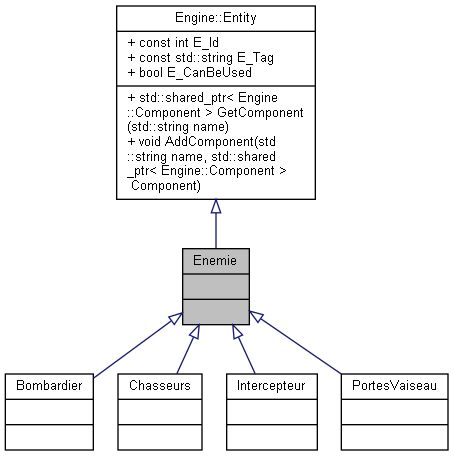 Engine::Entity
+ const int E_Id
+ const std::string E_Tag
+ bool E_CanBeUsed
+ std::shared_ptr< Engine
::Component > GetComponent
(std::string name)
+ void AddComponent(std
::string name, std::shared
_ptr< Engine::Component >
Component)
Enemie
Bombardier
Chasseurs
Intercepteur
PortesVaiseau